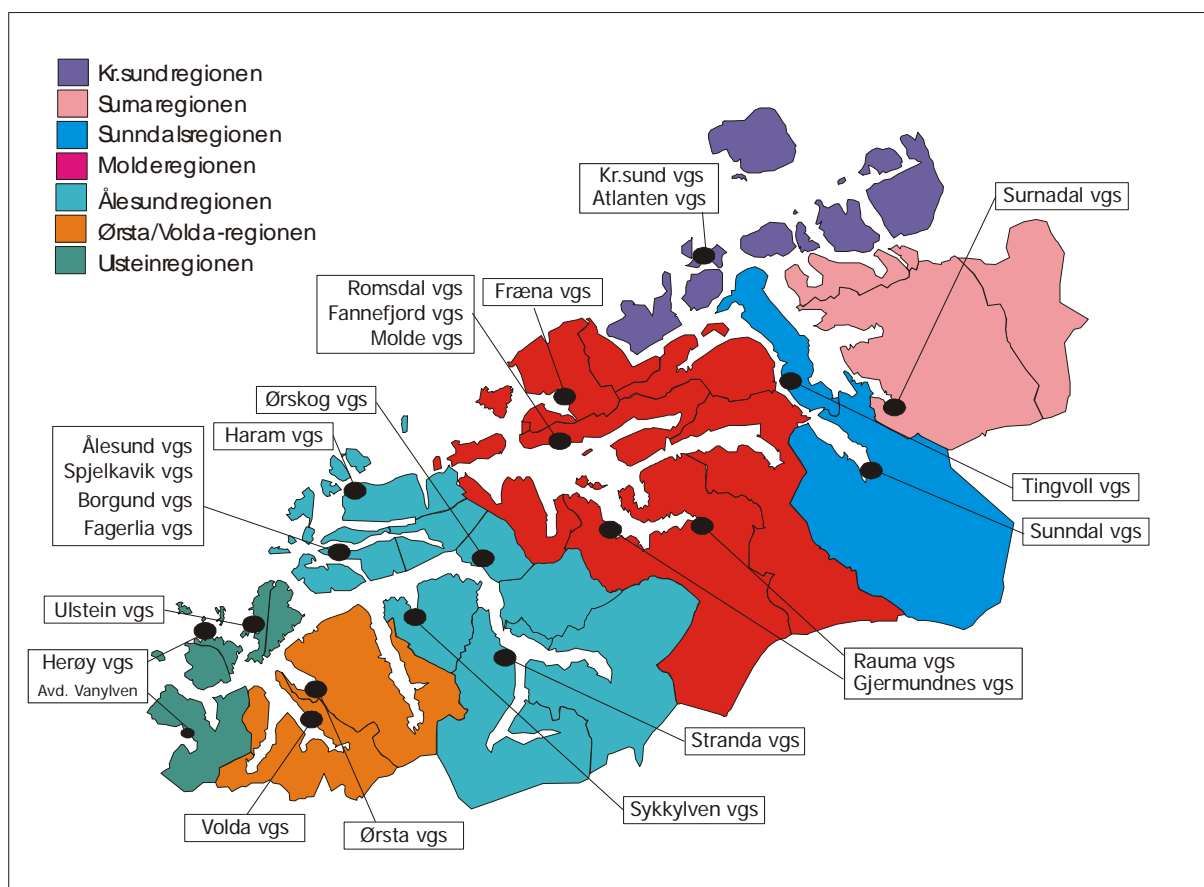 Kr.sundregionen
Surnaregionen
Sunndalsregionen
Molderegionen
Ålesundregionen
Ørsta/Volda-regionen
Ulsteinregionen
Kr.sund vgs
Atlanten vgs
Surnadal vgs
Romsdal vgs
Fannefjord vgs
Molde vgs
Fræna vgs
Ørskog vgs
Haram vgs
Ålesund vgs
Spjelkavik vgs
Borgund vgs
Fagerlia vgs
Tingvoll vgs
Sunndal vgs
Ulstein vgs
Herøy vgs
Avd. Vanylven
Rauma vgs
Gjermundnes vgs
Stranda vgs
Sykkylven vgs
Volda vgs
Ørsta vgs